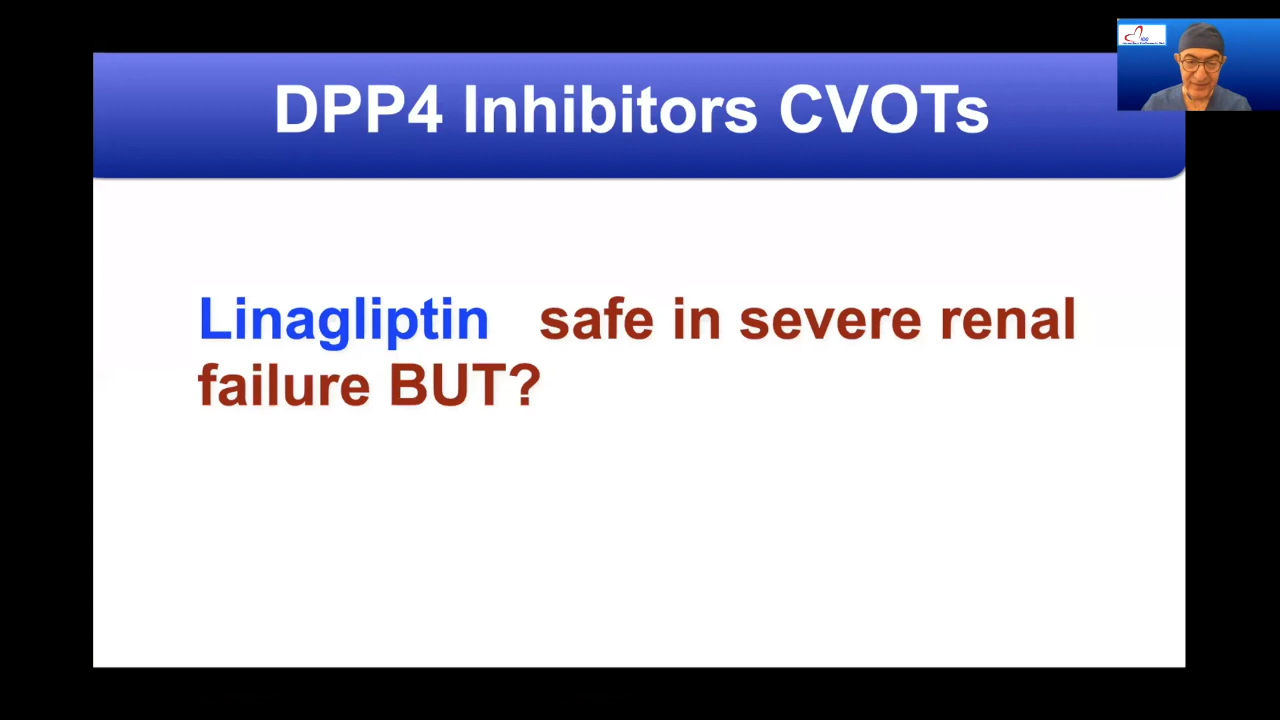 DPP4 Inhibitors CVOTs
Linagliptin safe in severe renal
failure BUT?